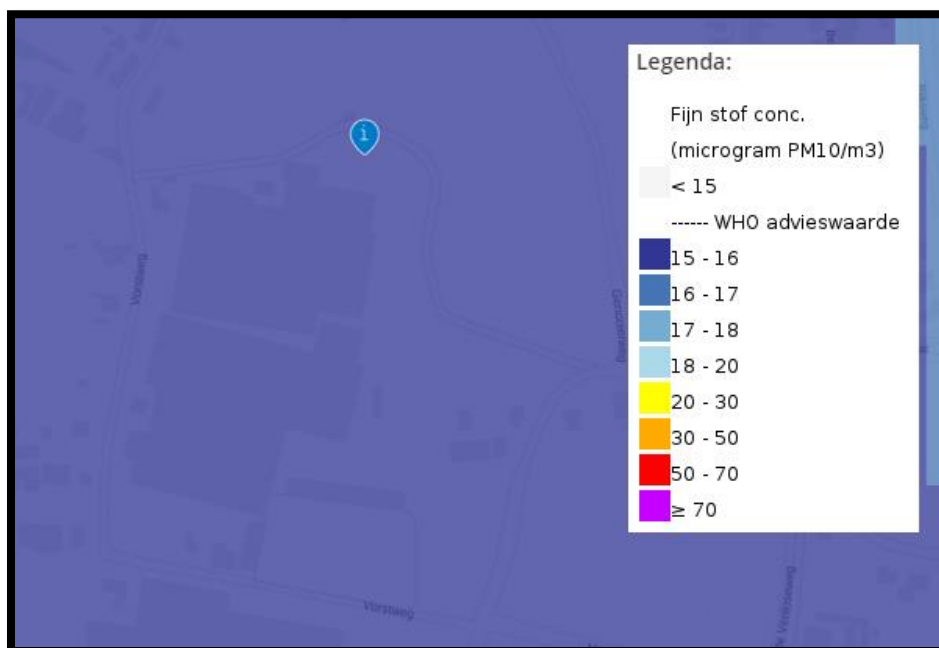 Legenda:
Fijn stof conc.
(microgram PM10/m3)
< 15
------ WHO advieswaarde
15 - 16
16 - 17
17 - 18
18 - 20
20 - 30
30 - 50
50 - 70
≥ 70
i
Vorstweg
Vorstweg